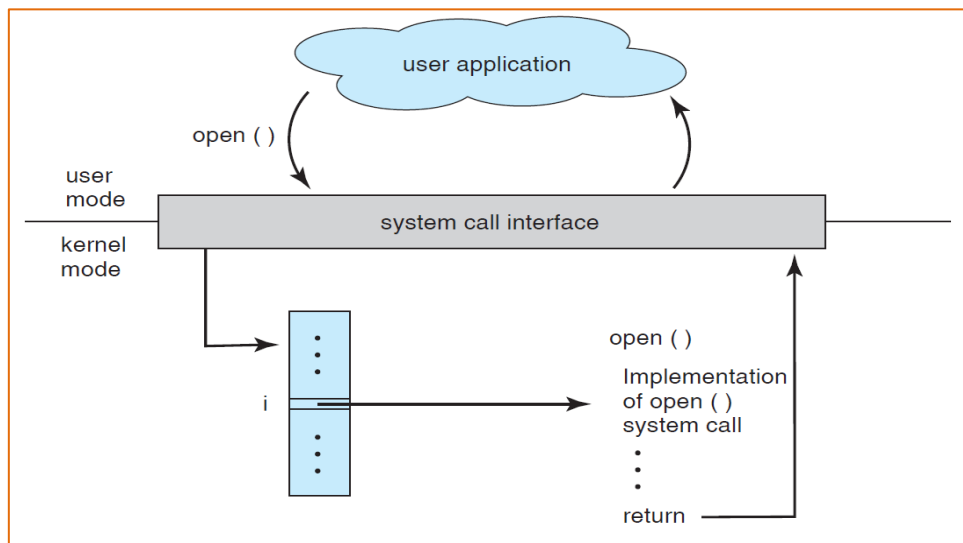 user application
open ( )
user
mode
system call interface
kernel
mode
open ( )
i
Implementation
of open ( )
system call
return